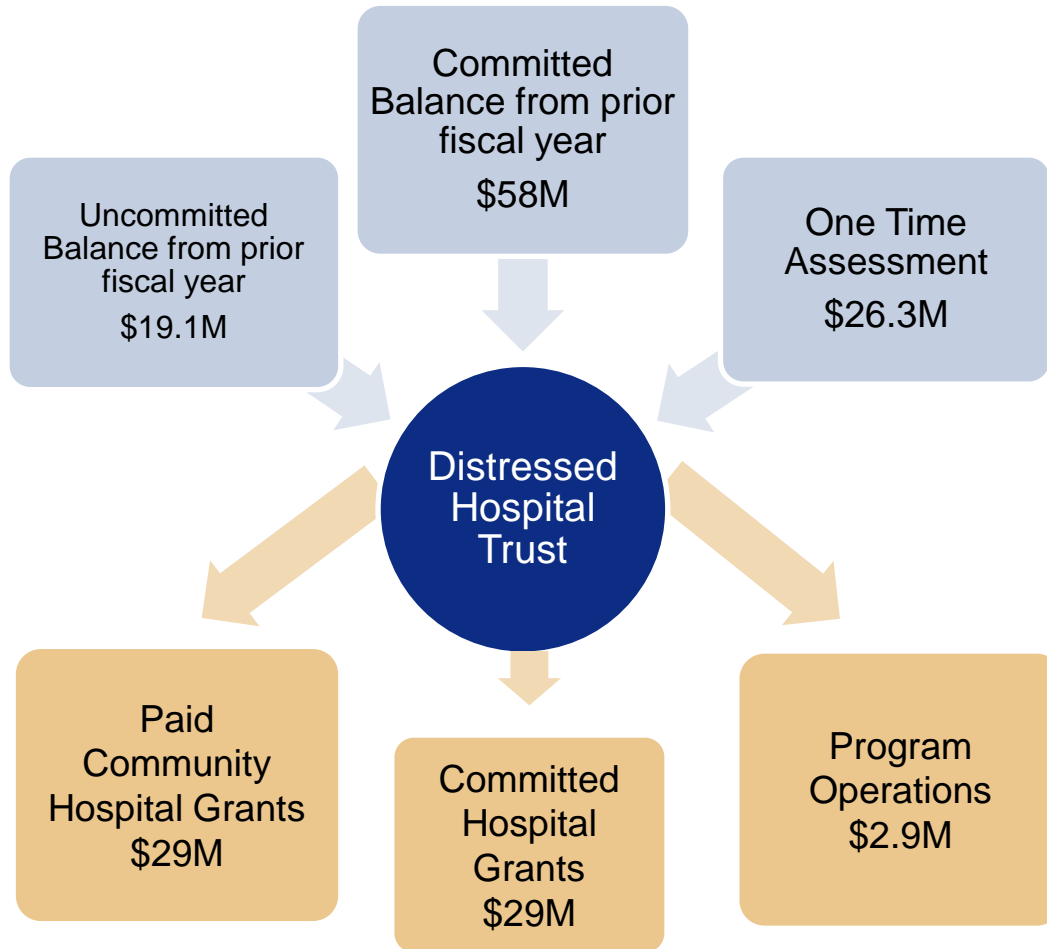 Committed
Balance from prior
fiscal year
$58M
Uncommitted
Balance from prior
fiscal year
$19.1M
One Time
Assessment
$26.3M
Distressed
Hospital
Trust
Paid
Community
Hospital Grants
$29M
Committed
Hospital
Grants
$29M
Program
Operations
$2.9M